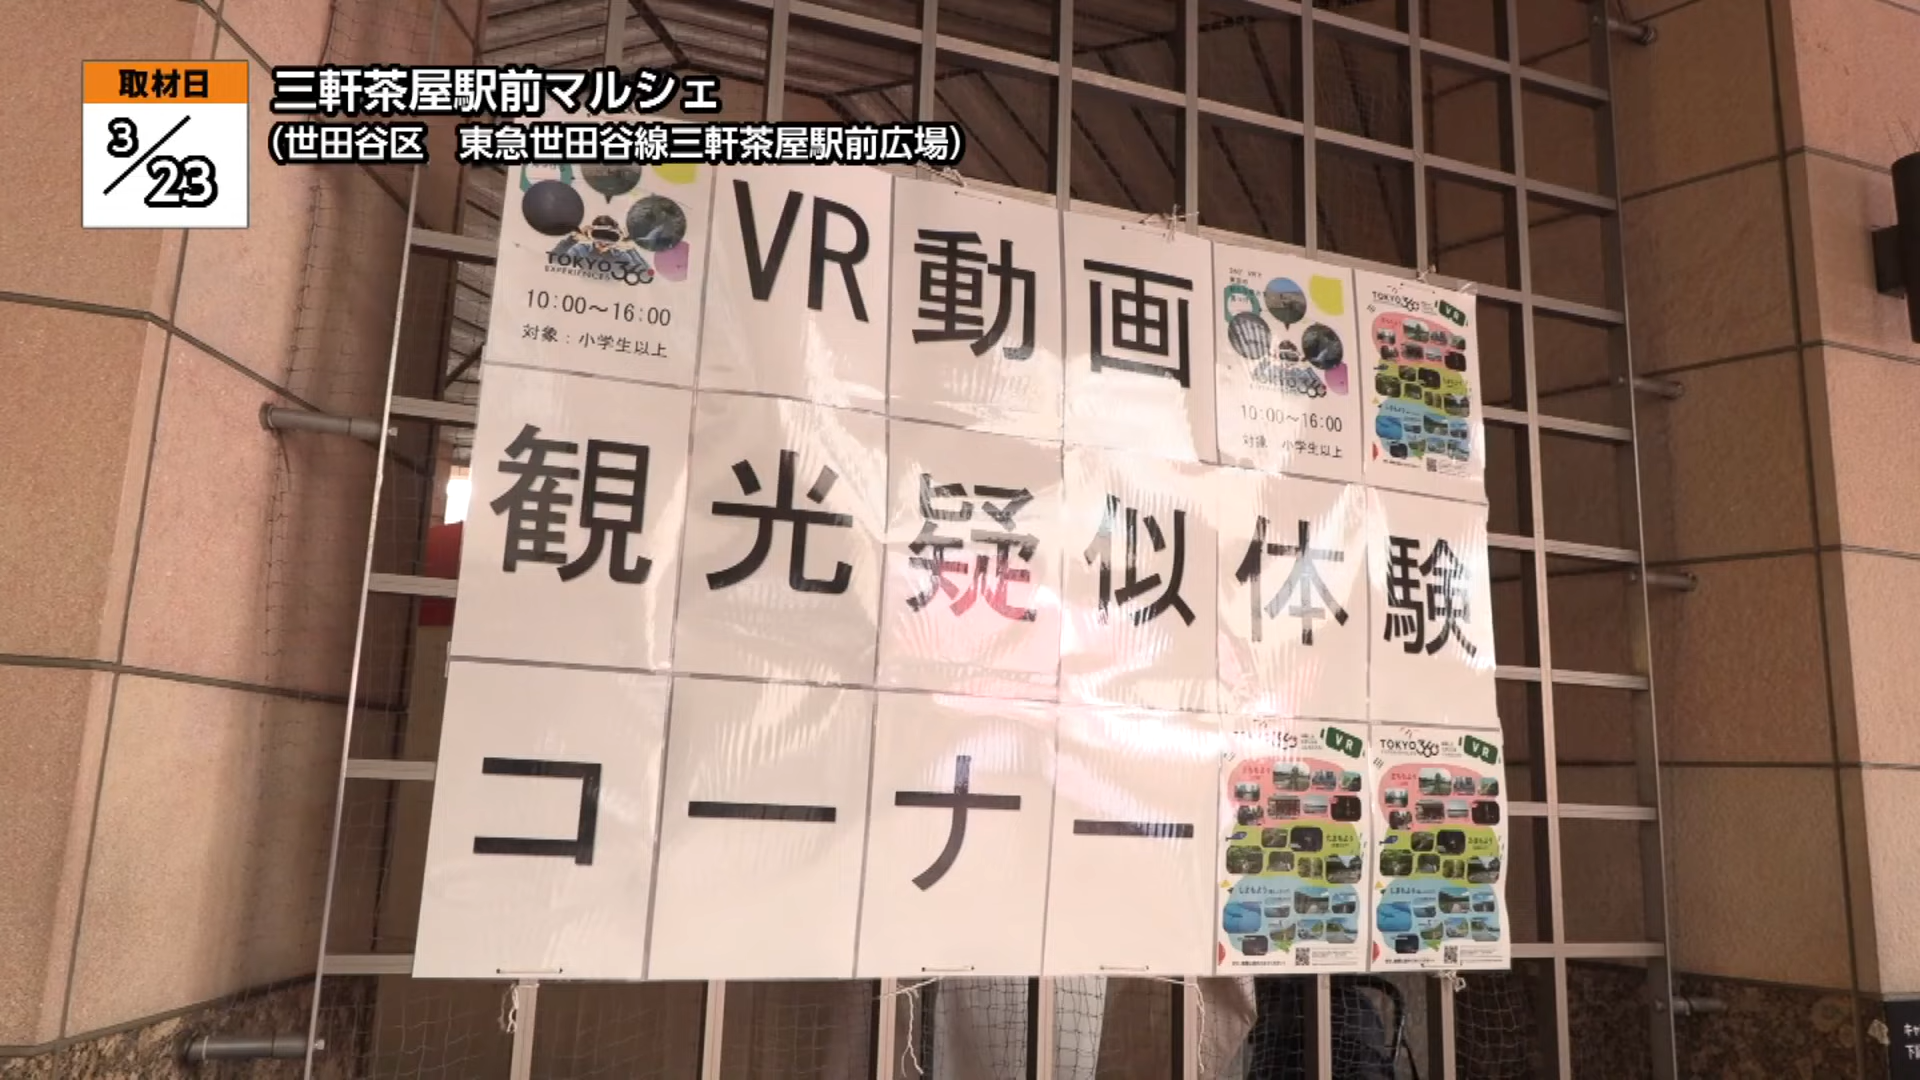 取材日
3/23
三軒茶屋駅前マルシェ
（世田谷区　東急世田谷線三軒茶屋駅前広場）
VR動画
観光疑似体験
コーナー
TOKYO 360
EXPERIENCES
10:00～16:00
対象：小学生以上
TOKYO 360
10:00～16:00
対象　小学生以上
TOKYO 360
VR
VR
TOKYO 360
VR